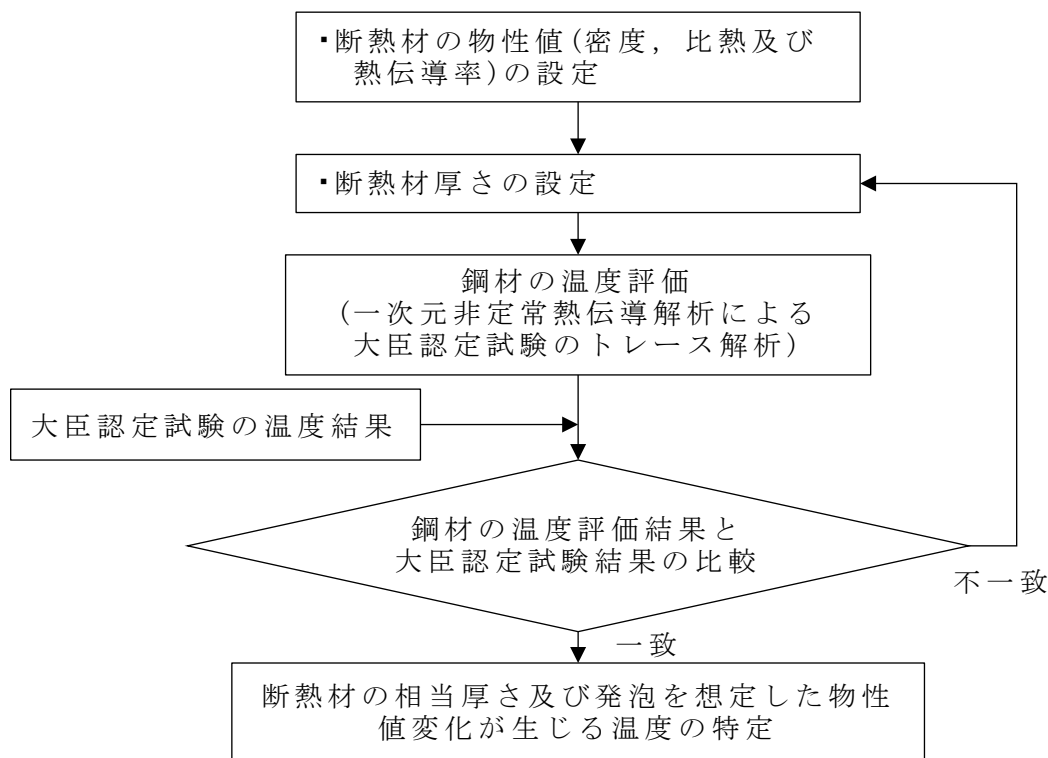 ▪断熱材の物性値(密度，比熱及び
熱伝導率)の設定
▪断熱材厚さの設定
鋼材の温度評価
(一次元非定常熱伝導解析による
大臣認定試験のトレース解析)
大臣認定試験の温度結果
鋼材の温度評価結果と
大臣認定試験結果の比較
不一致
一致
断熱材の相当厚さ及び発泡を想定した物性
値変化が生じる温度の特定